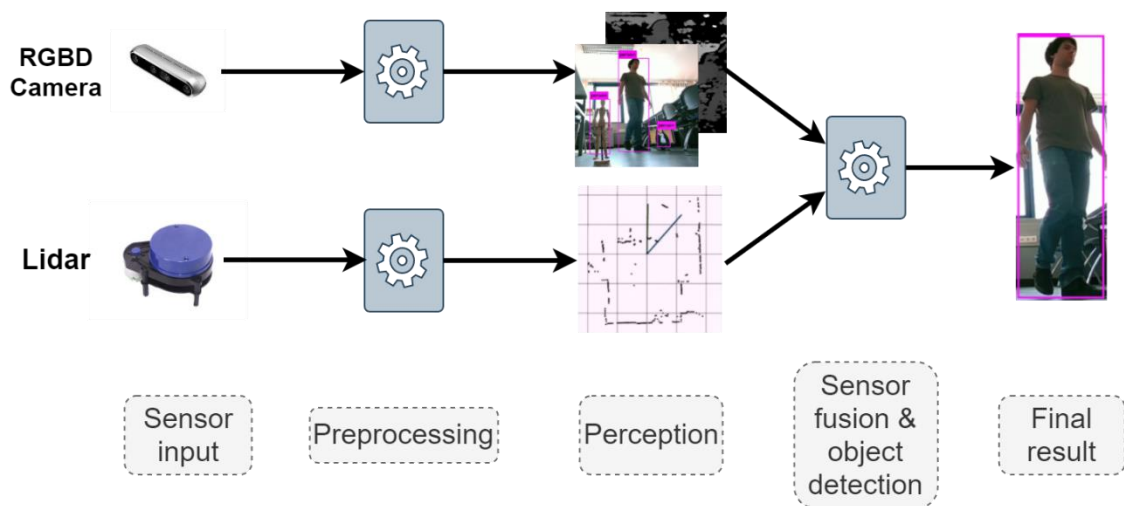 RGBD
Camera
Lidar
Sensor
input
Preprocessing
Perception
Sensor
fusion &
object
detection
Final
result